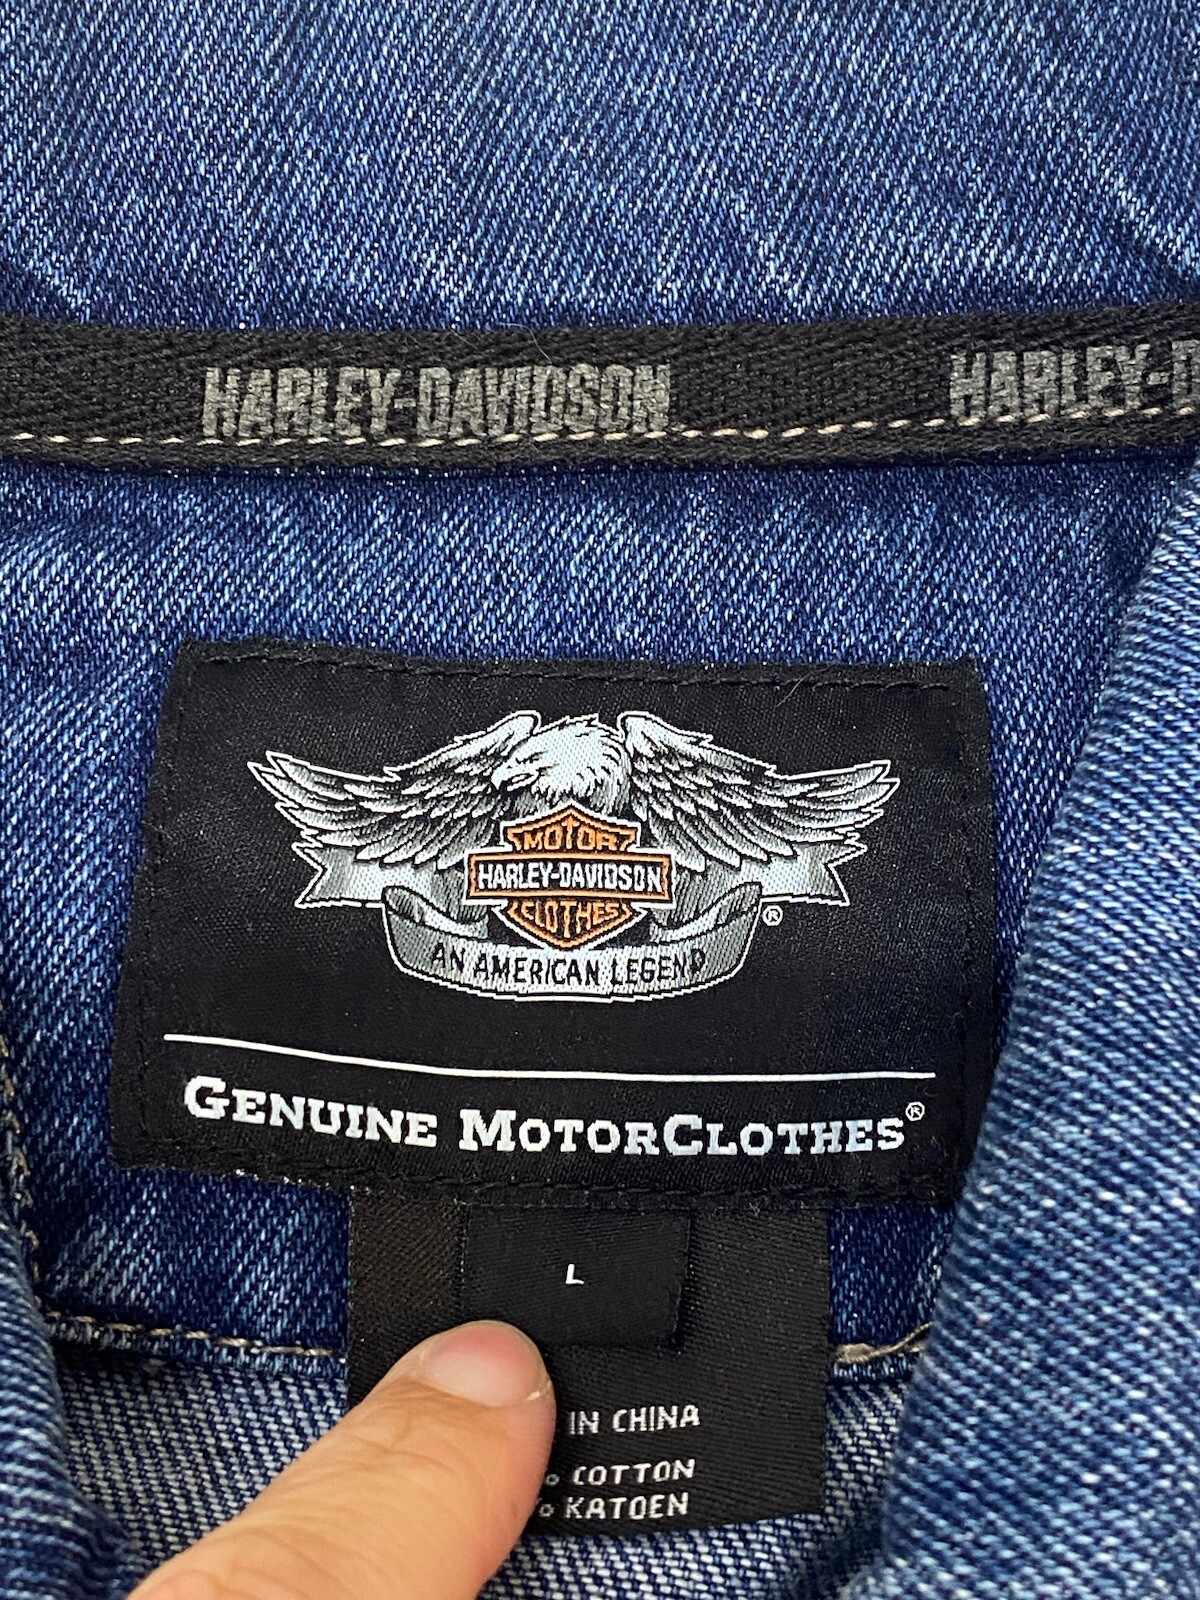 HARLEY-DAVIDSON HARLEY-D
MOTOR
HARLEY-DAVIDSON
CLOTHES
®
AN AMERICAN LEGEND
GENUINE MOTORCLOTHES®
L
IN CHINA
% COTTON
% KATOEN